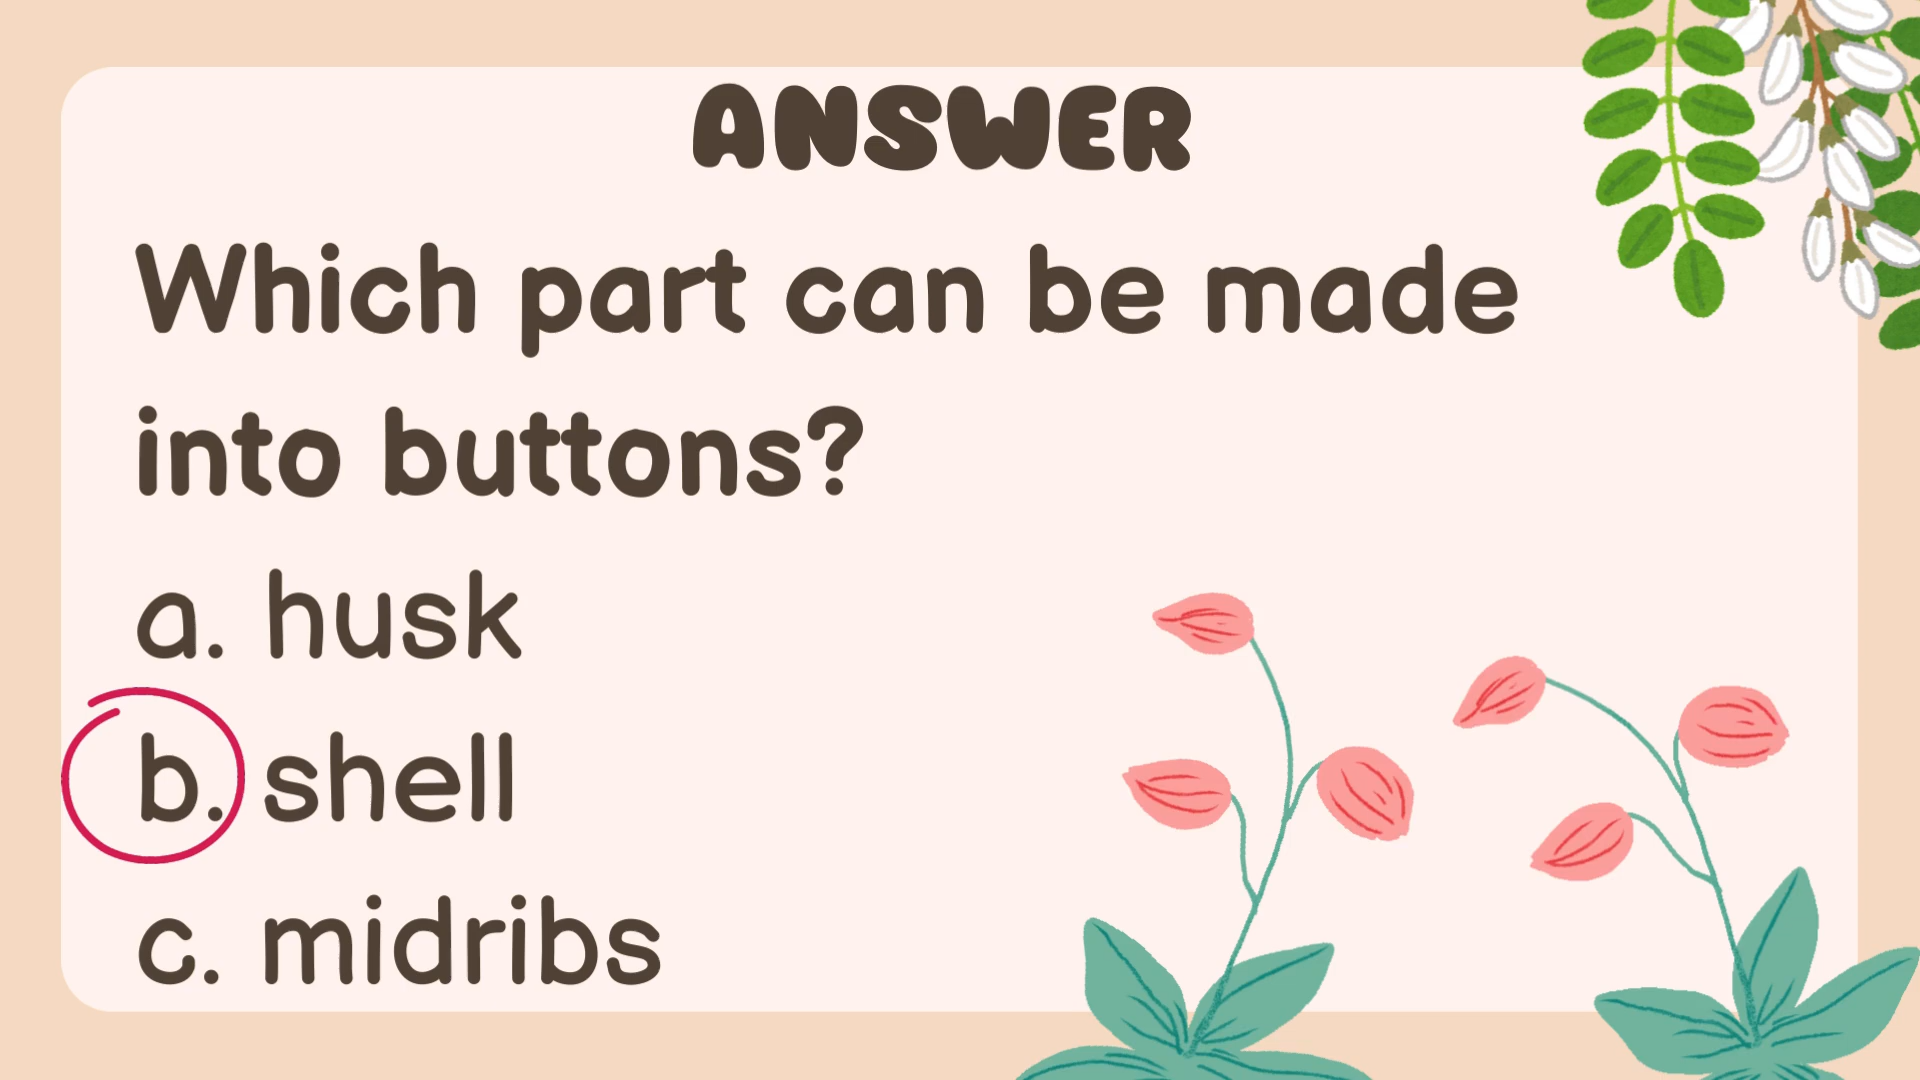 ANSWER
Which part can be made
into buttons?
a. husk
b. shell
c. midribs